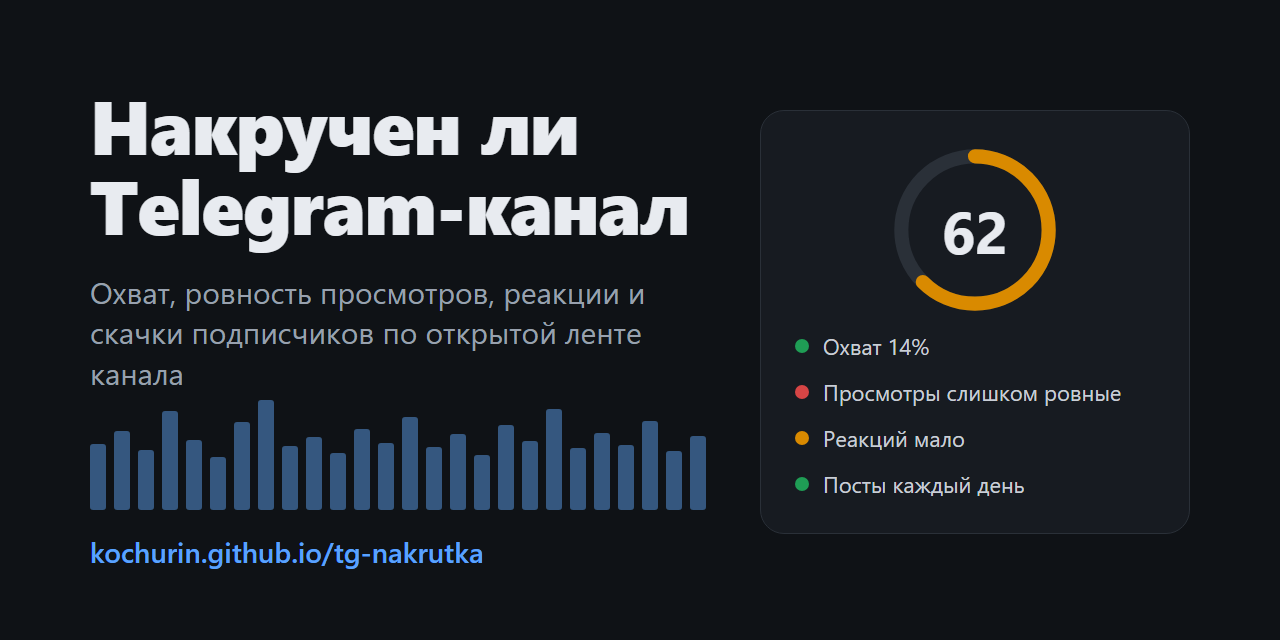 Накручен ли
Telegram-канал
Охват, ровность просмотров, реакции и
скачки подписчиков по открытой ленте
канала
kochurin.github.io/tg-nakrutka
62
Охват 14%
Просмотры слишком ровные
Реакций мало
Посты каждый день